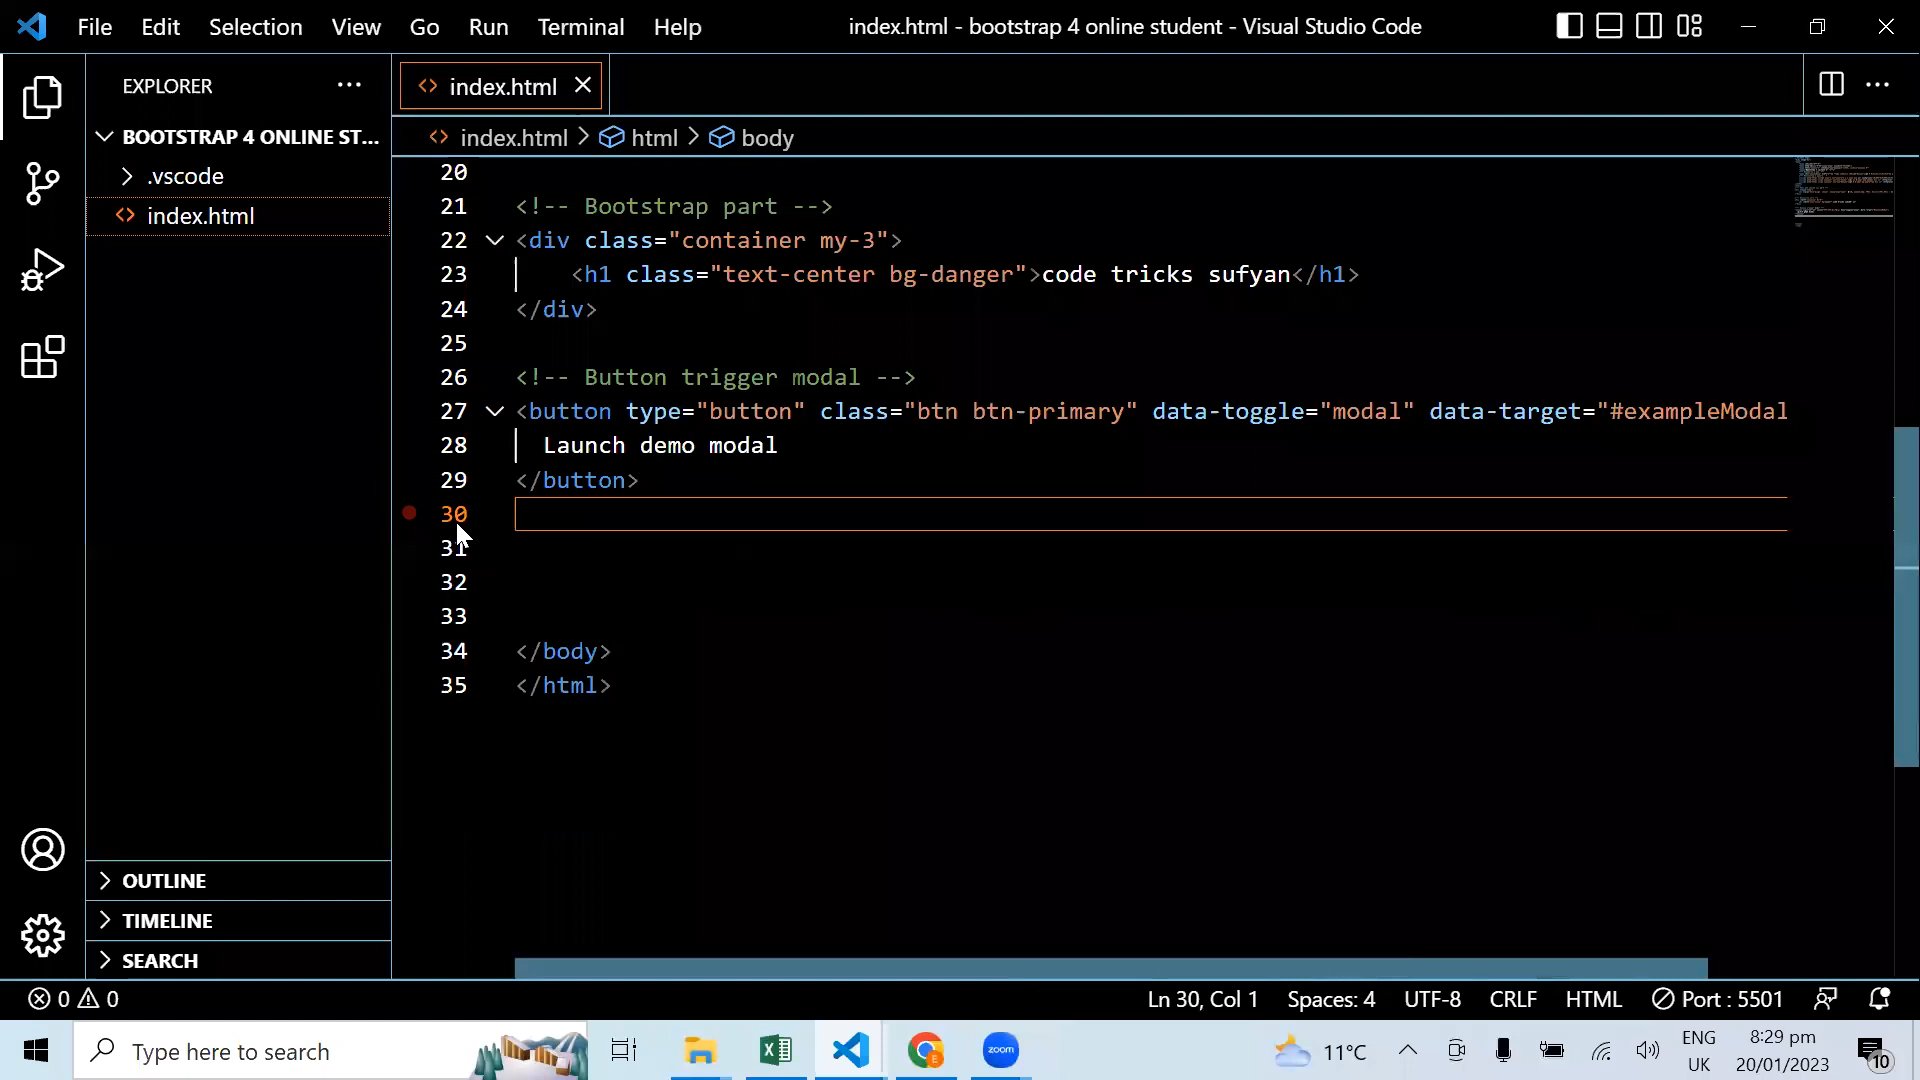 File Edit Selection View Go Run Terminal Help index.html - bootstrap 4 online student - Visual Studio Code
EXPLORER
BOOTSTRAP 4 ONLINE ST...
.vscode
index.html
OUTLINE
TIMELINE
SEARCH
index.html
index.html > html > body
20
21 <!-- Bootstrap part -->
22 <div class="container my-3">
23 <h1 class="text-center bg-danger">code tricks sufyan</h1>
24 </div>
25
26 <!-- Button trigger modal -->
27 <button type="button" class="btn btn-primary" data-toggle="modal" data-target="#exampleModal
28 Launch demo modal
29 </button>
30
31
32
33
34 </body>
35 </html>
0 0 Ln 30, Col 1 Spaces: 4 UTF-8 CRLF HTML Port : 5501
Type here to search zoom 11°C ENG 8:29 pm
UK 20/01/2023 10